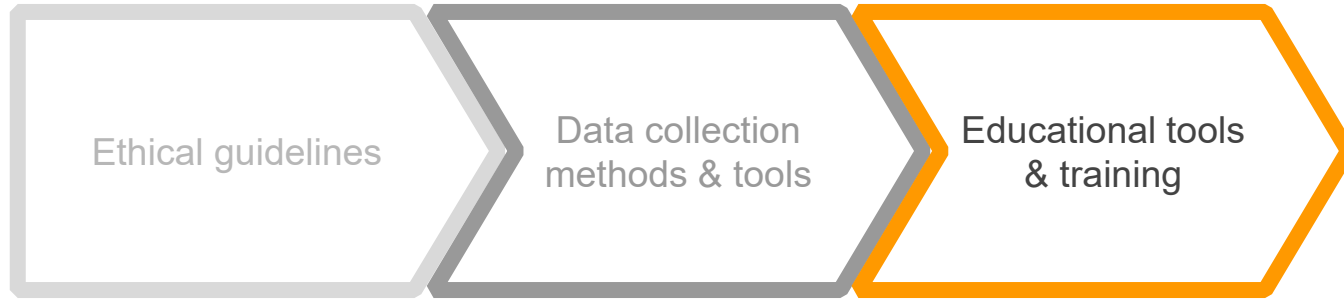 Ethical guidelines
Data collection
methods & tools
Educational tools
& training